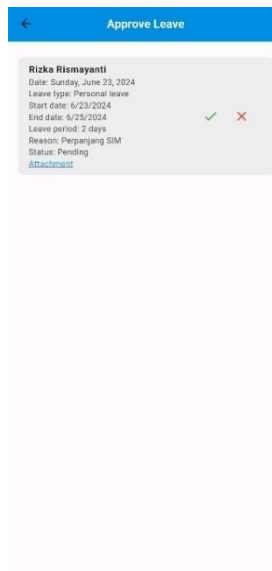 Approve Leave
Rizka Rismayanti
Date: Sunday, June 23, 2024
Leave type: Personal leave
Start date: 6/23/2024
End date: 6/25/2024
Leave period: 2 days
Reason: Perpanjang SIM
Status: Pending
Attachment